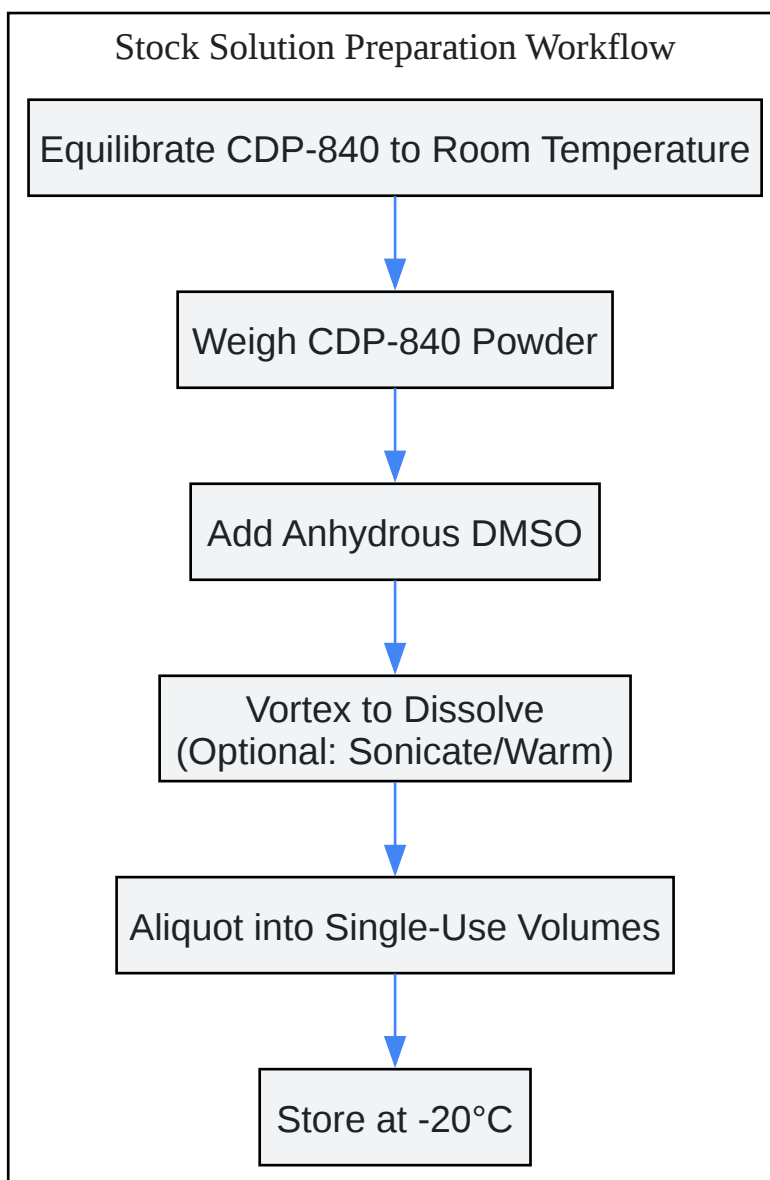 Stock Solution Preparation Workflow
Equilibrate CDP-840 to Room Temperature
Weigh CDP-840 Powder
Add Anhydrous DMSO
Vortex to Dissolve
(Optional: Sonicate/Warm)
Aliquot into Single-Use Volumes
Store at -20°C